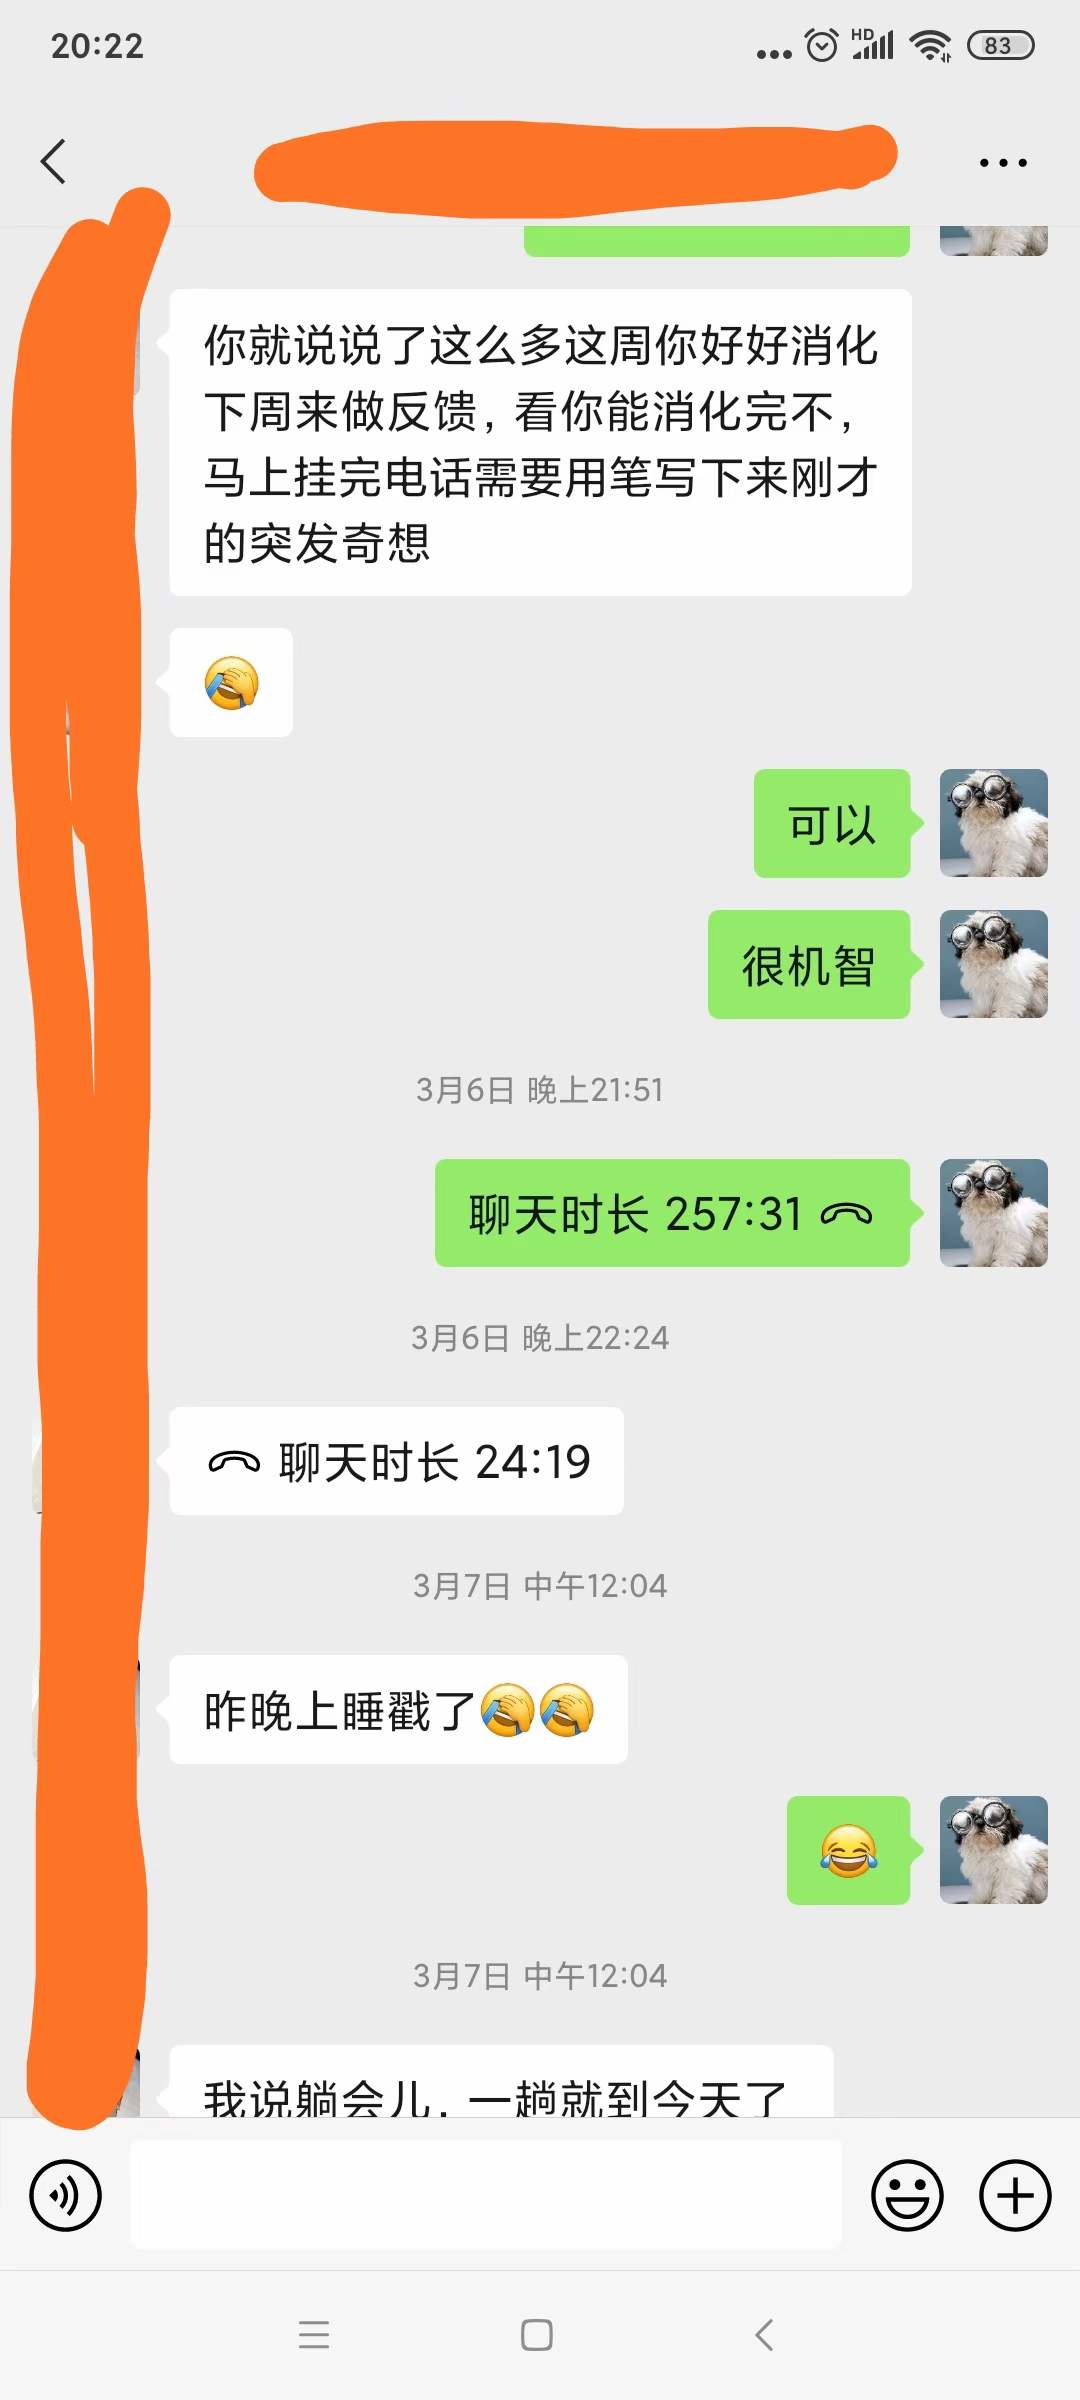 20:22
HD
83
你就说说了这么多这周你好好消化
下周来做反馈，看你能消化完不，
马上挂完电话需要用笔写下来刚才
的突发奇想
🤦
可以
很机智
3月6日 晚上21:51
聊天时长 257:31
3月6日 晚上22:24
聊天时长 24:19
3月7日 中午12:04
昨晚上睡戳了
😂
3月7日 中午12:04
我说躺会儿，一趟就到今天了